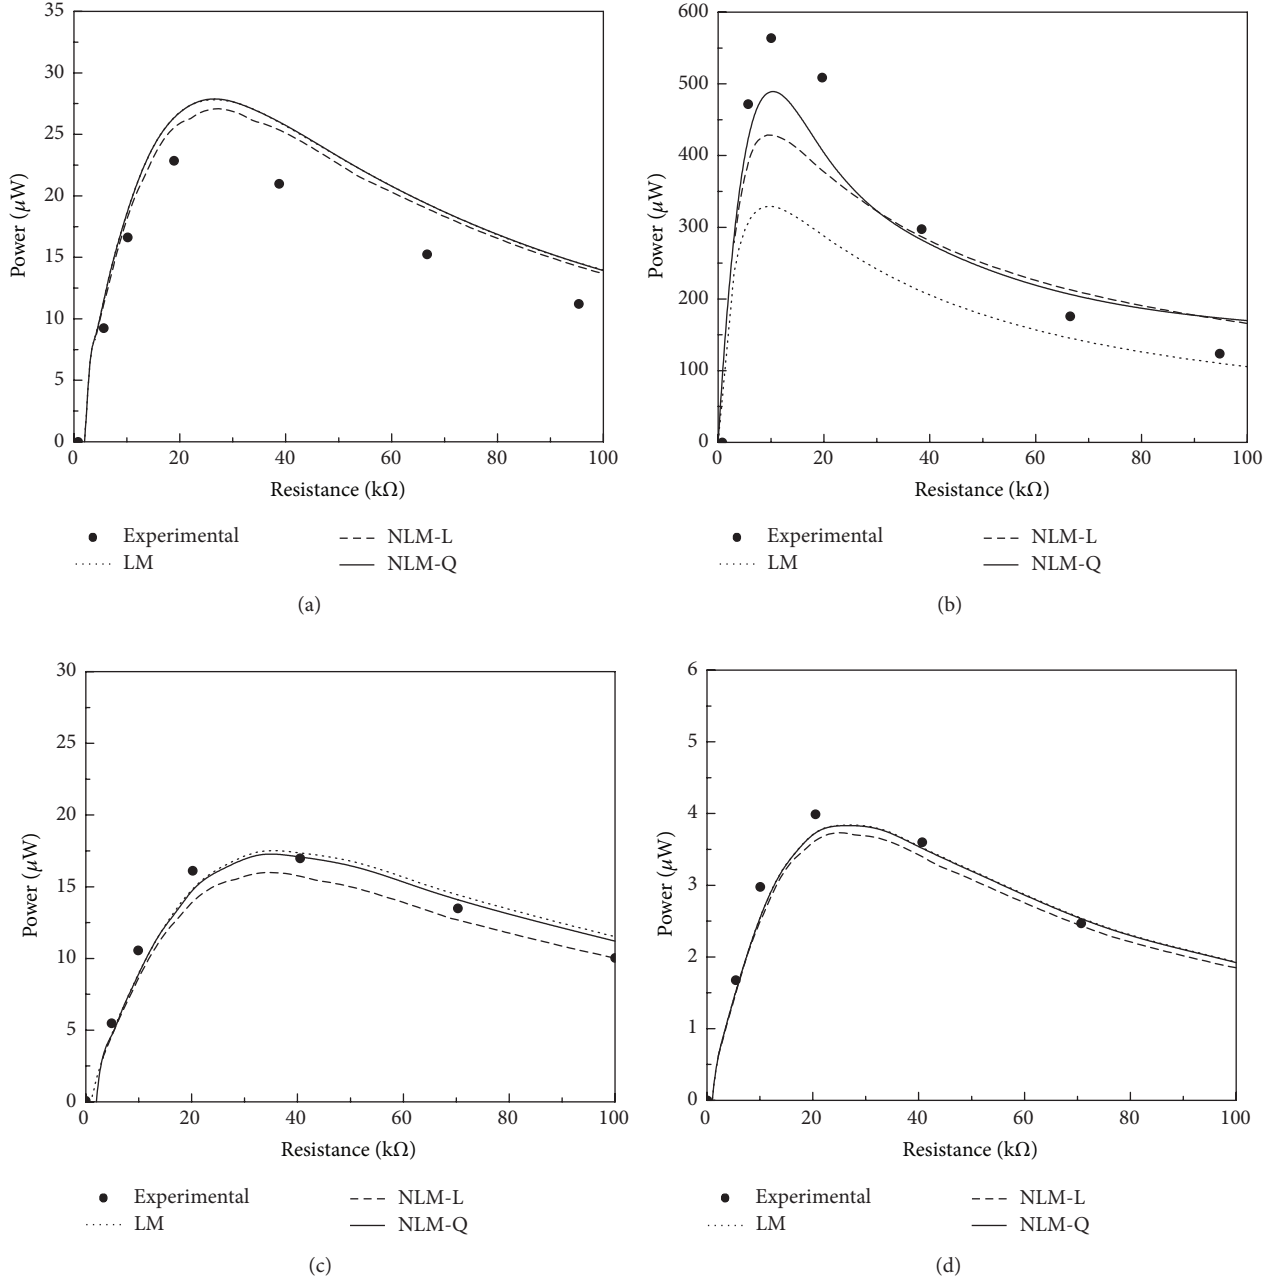 35
30
25
20
15
10
5
0
Power (μW)
0 20 40 60 80 100
Resistance (kΩ)
Experimental
LM
NLM-L
NLM-Q
(a)
600
500
400
300
200
100
0
Power (μW)
0 20 40 60 80 100
Resistance (kΩ)
Experimental
LM
NLM-L
NLM-Q
(b)
30
25
20
15
10
5
0
Power (μW)
0 20 40 60 80 100
Resistance (kΩ)
Experimental
LM
NLM-L
NLM-Q
(c)
6
5
4
3
2
1
0
Power (μW)
0 20 40 60 80 100
Resistance (kΩ)
Experimental
LM
NLM-L
NLM-Q
(d)